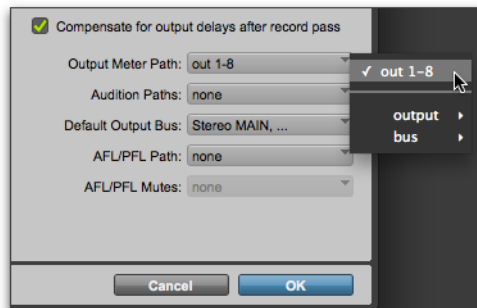 Compensate for output delays after record pass
Output Meter Path: out 1-8
✓ out 1-8
Audition Paths: none
output
Default Output Bus: Stereo MAIN, ...
bus
AFL/PFL Path: none
AFL/PFL Mutes: none
Cancel OK